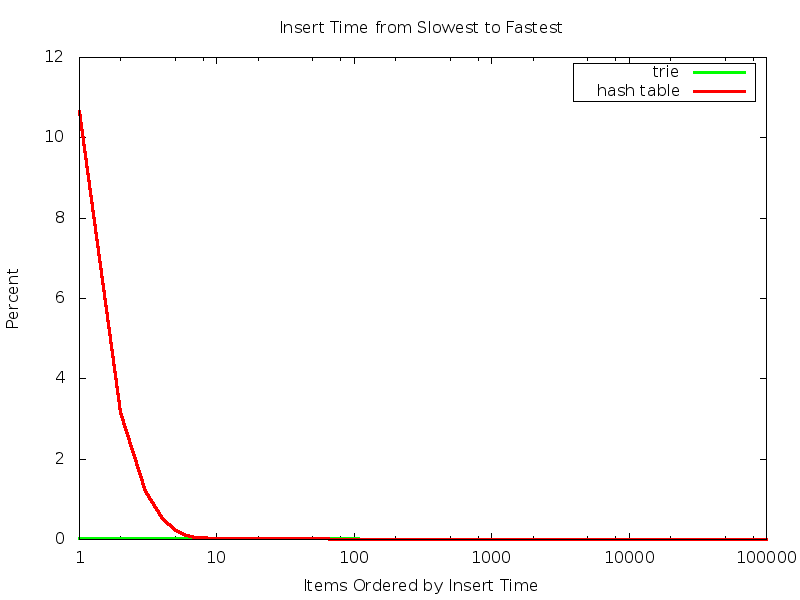 Insert Time from Slowest to Fastest
trie
hash table
12
10
8
6
4
2
0
Percent
1 10 100 1000 10000 100000
Items Ordered by Insert Time